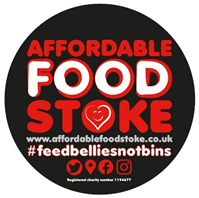 AFFORDABLE
FOOD
STOKE
www.affordablefoodstoke.co.uk
#feedbelliesnotbins
Registered charity number 1194677